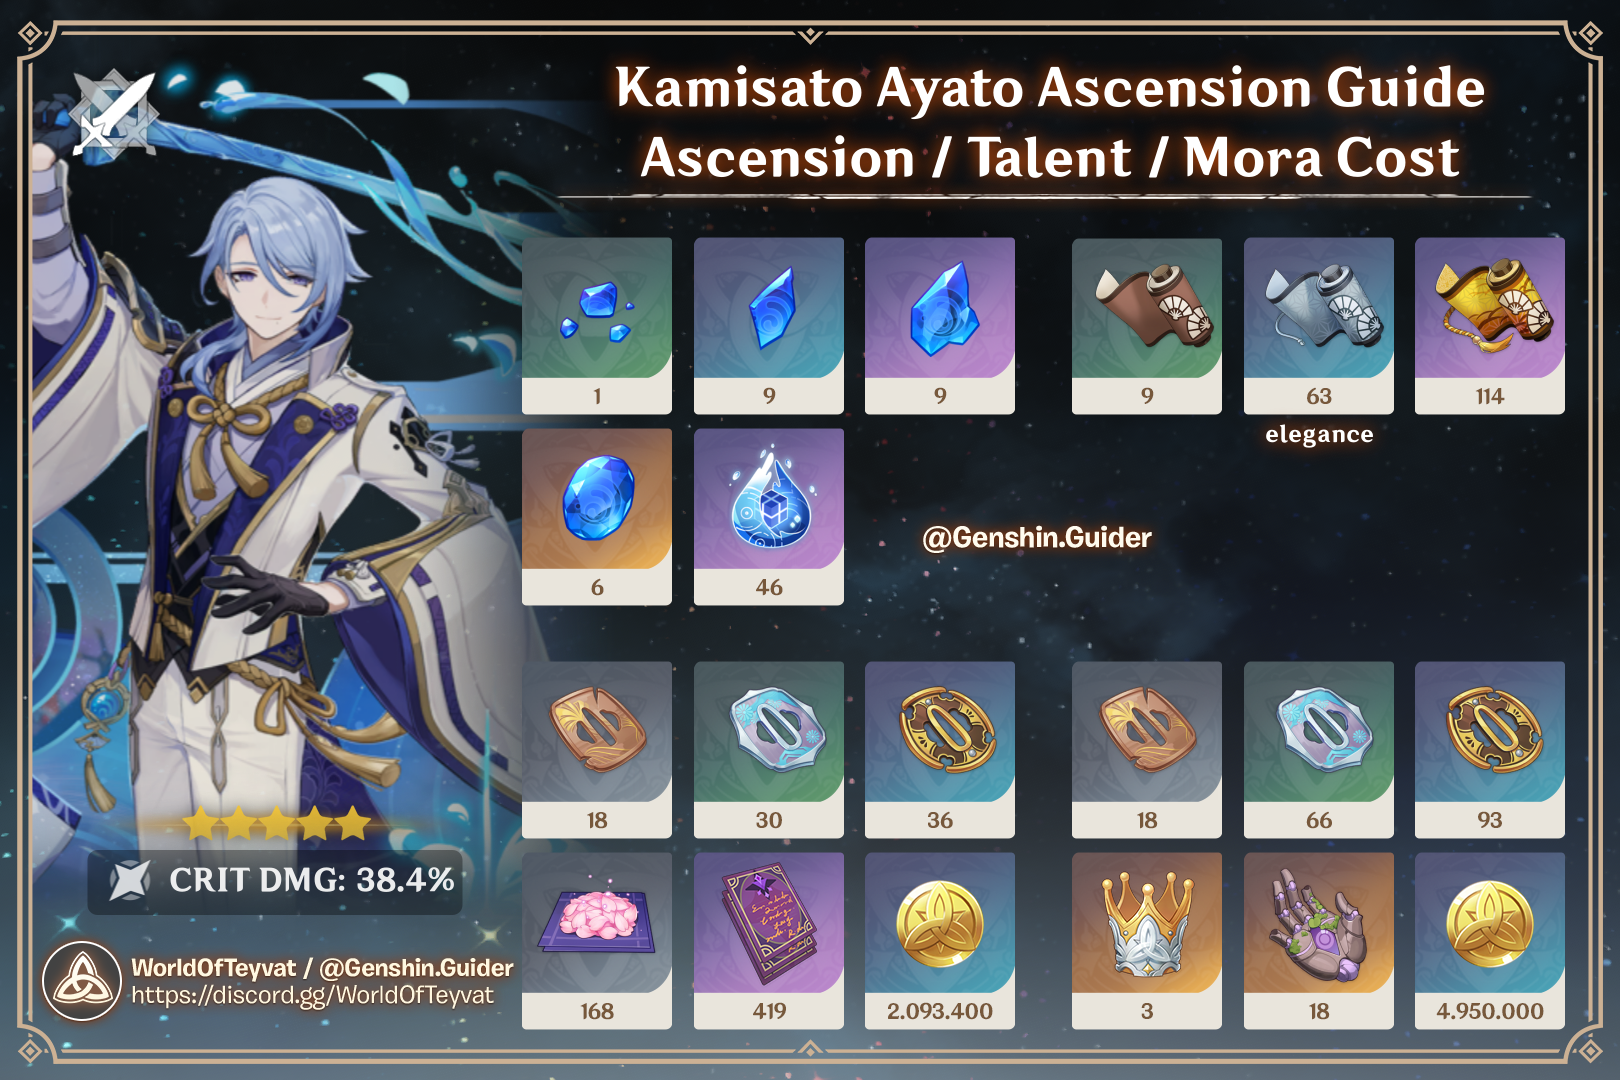 Kamisato Ayato Ascension Guide
Ascension / Talent / Mora Cost
1 9 9 9 63 114
elegance
6 46
@Genshin.Guider
18 30 36 18 66 93
CRIT DMG: 38.4%
168 419 2.093.400 3 18 4.950.000
WorldOfTeyvat / @Genshin.Guider
https://discord.gg/WorldOfTeyvat